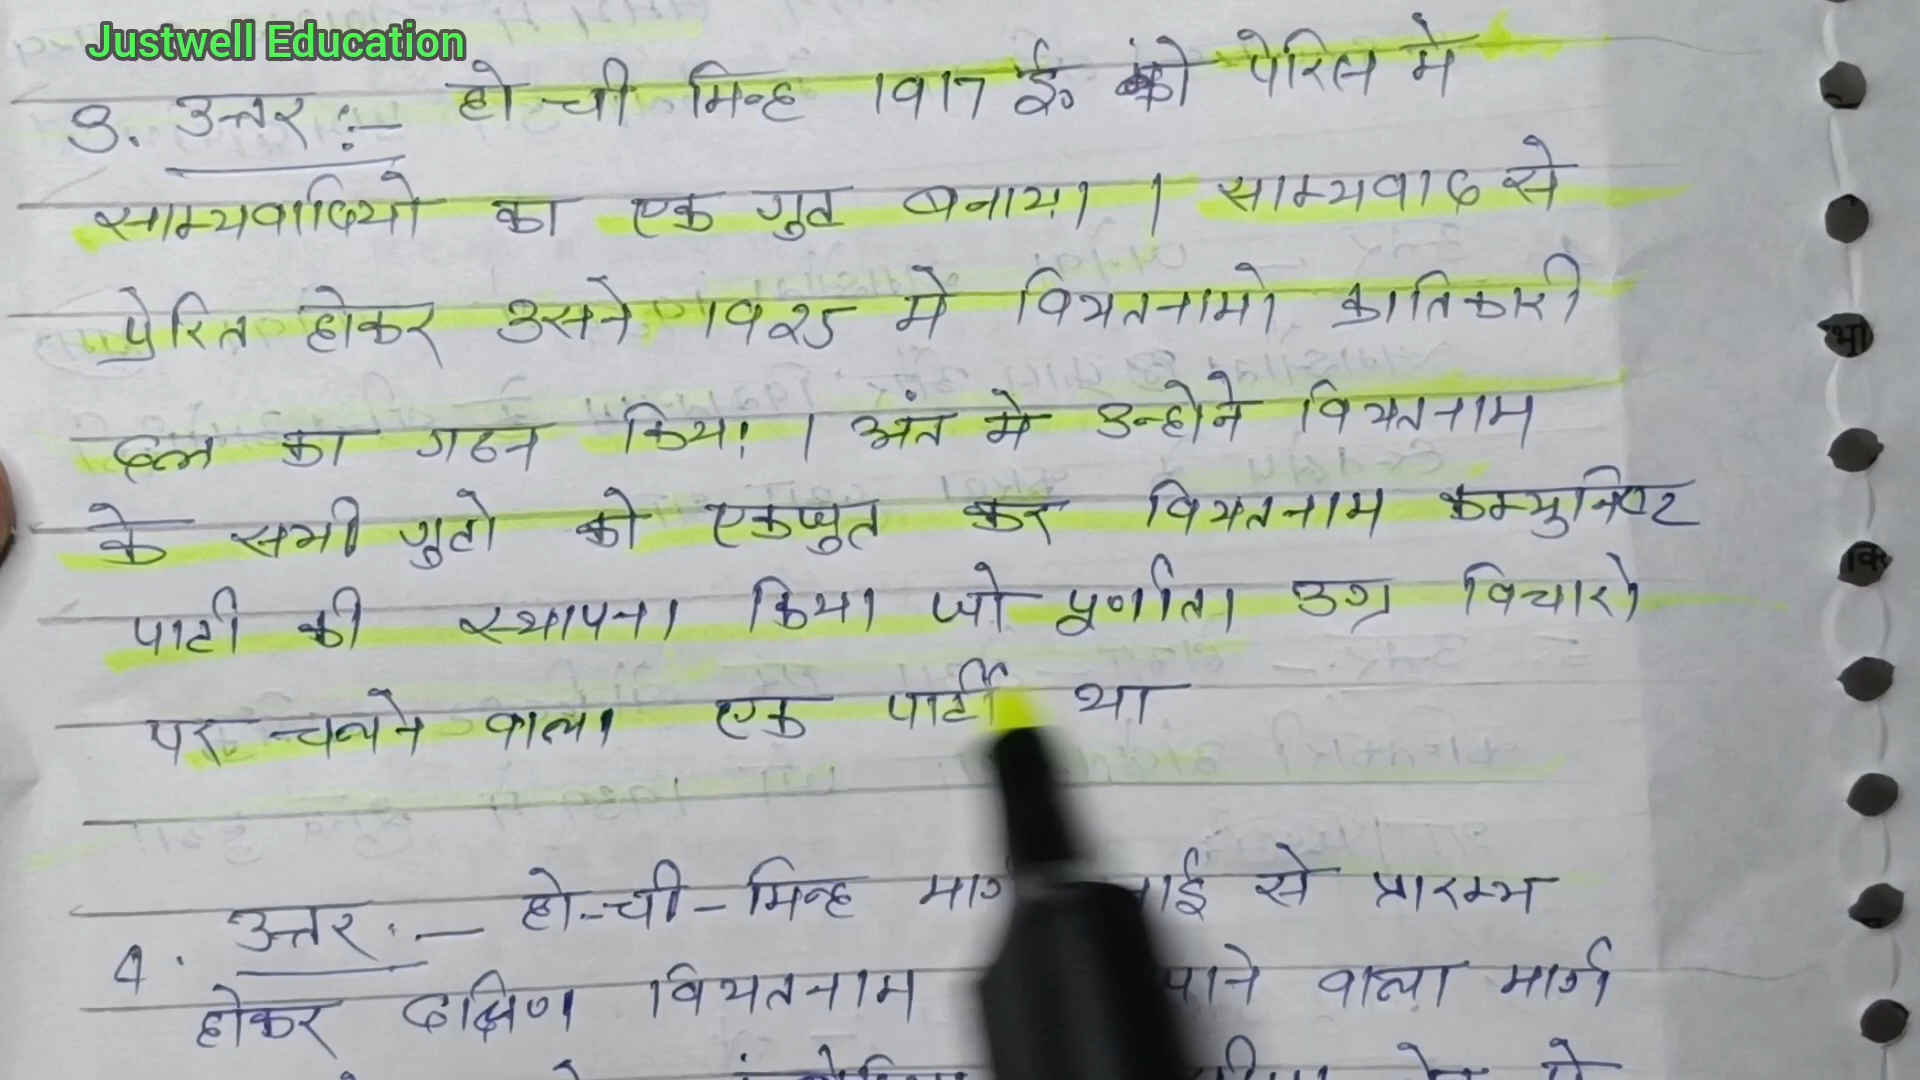 Justwell Education
3. उत्तर :- हो ची मिन्ह 1917 ई० को पेरिस मे
साम्यवादियो का एक गुट बनाया ।  साम्यवाद से
प्रेरित होकर उसने 1925 मे वियतनामो क्रातिकारी
दल का गठन किया । अंत मे उन्होने वियतनाम
के सभी गुटो को एकजुत कर वियतनाम कम्युनिष्ट
पाटी की स्थापना किया जो पूर्णता उग्र विचारो
पर चलने वाला एक पार्टी था
4. उत्तर :- हो-ची-मिन्ह से प्रारम्भ
होकर दक्षिण वियतनाम वाला मार्ग